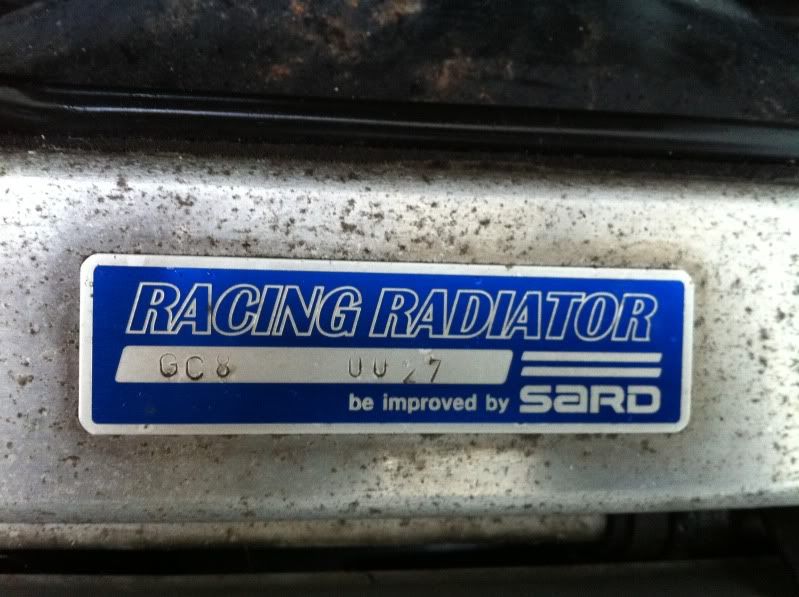 RACING RADIATOR
GC8 0027
be improved by SARD